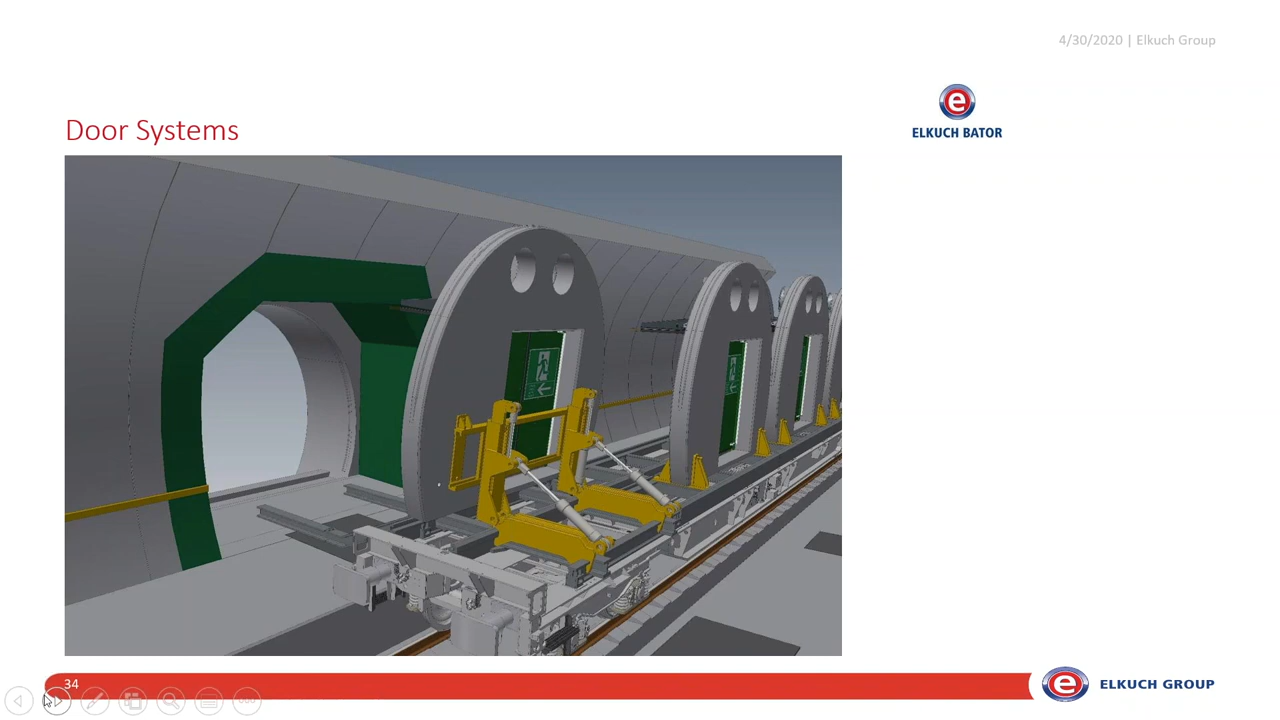 4/30/2020 | Elkuch Group
e
ELKUCH BATOR
Door Systems
34
e
ELKUCH GROUP